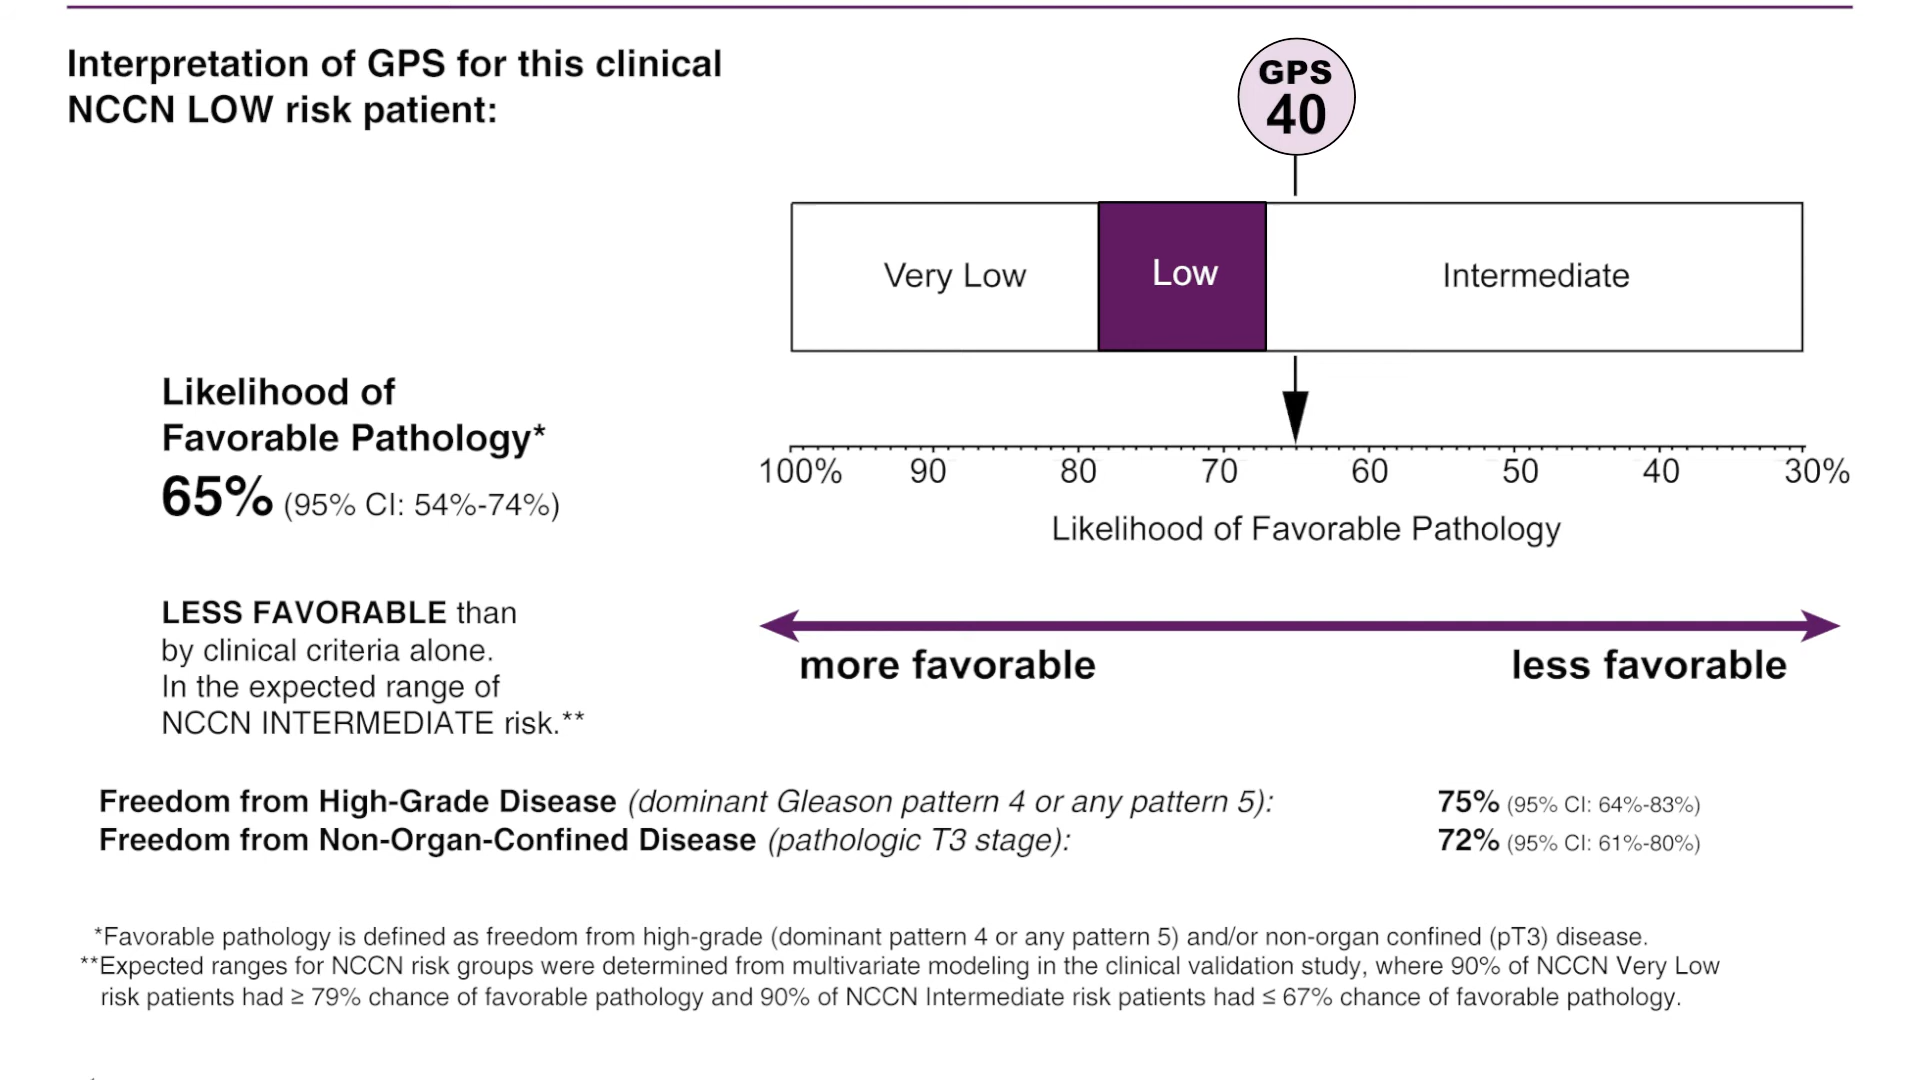 Interpretation of GPS for this clinical
NCCN LOW risk patient:
GPS
40
Very Low
Low
Intermediate
Likelihood of
Favorable Pathology*
65% (95% CI: 54%-74%)
100% 90 80 70 60 50 40 30%
Likelihood of Favorable Pathology
LESS FAVORABLE than
by clinical criteria alone.
In the expected range of
NCCN INTERMEDIATE risk.**
more favorable
less favorable
Freedom from High-Grade Disease (dominant Gleason pattern 4 or any pattern 5): 75% (95% CI: 64%-83%)
Freedom from Non-Organ-Confined Disease (pathologic T3 stage): 72% (95% CI: 61%-80%)
*Favorable pathology is defined as freedom from high-grade (dominant pattern 4 or any pattern 5) and/or non-organ confined (pT3) disease.
**Expected ranges for NCCN risk groups were determined from multivariate modeling in the clinical validation study, where 90% of NCCN Very Low
risk patients had ≥ 79% chance of favorable pathology and 90% of NCCN Intermediate risk patients had ≤ 67% chance of favorable pathology.